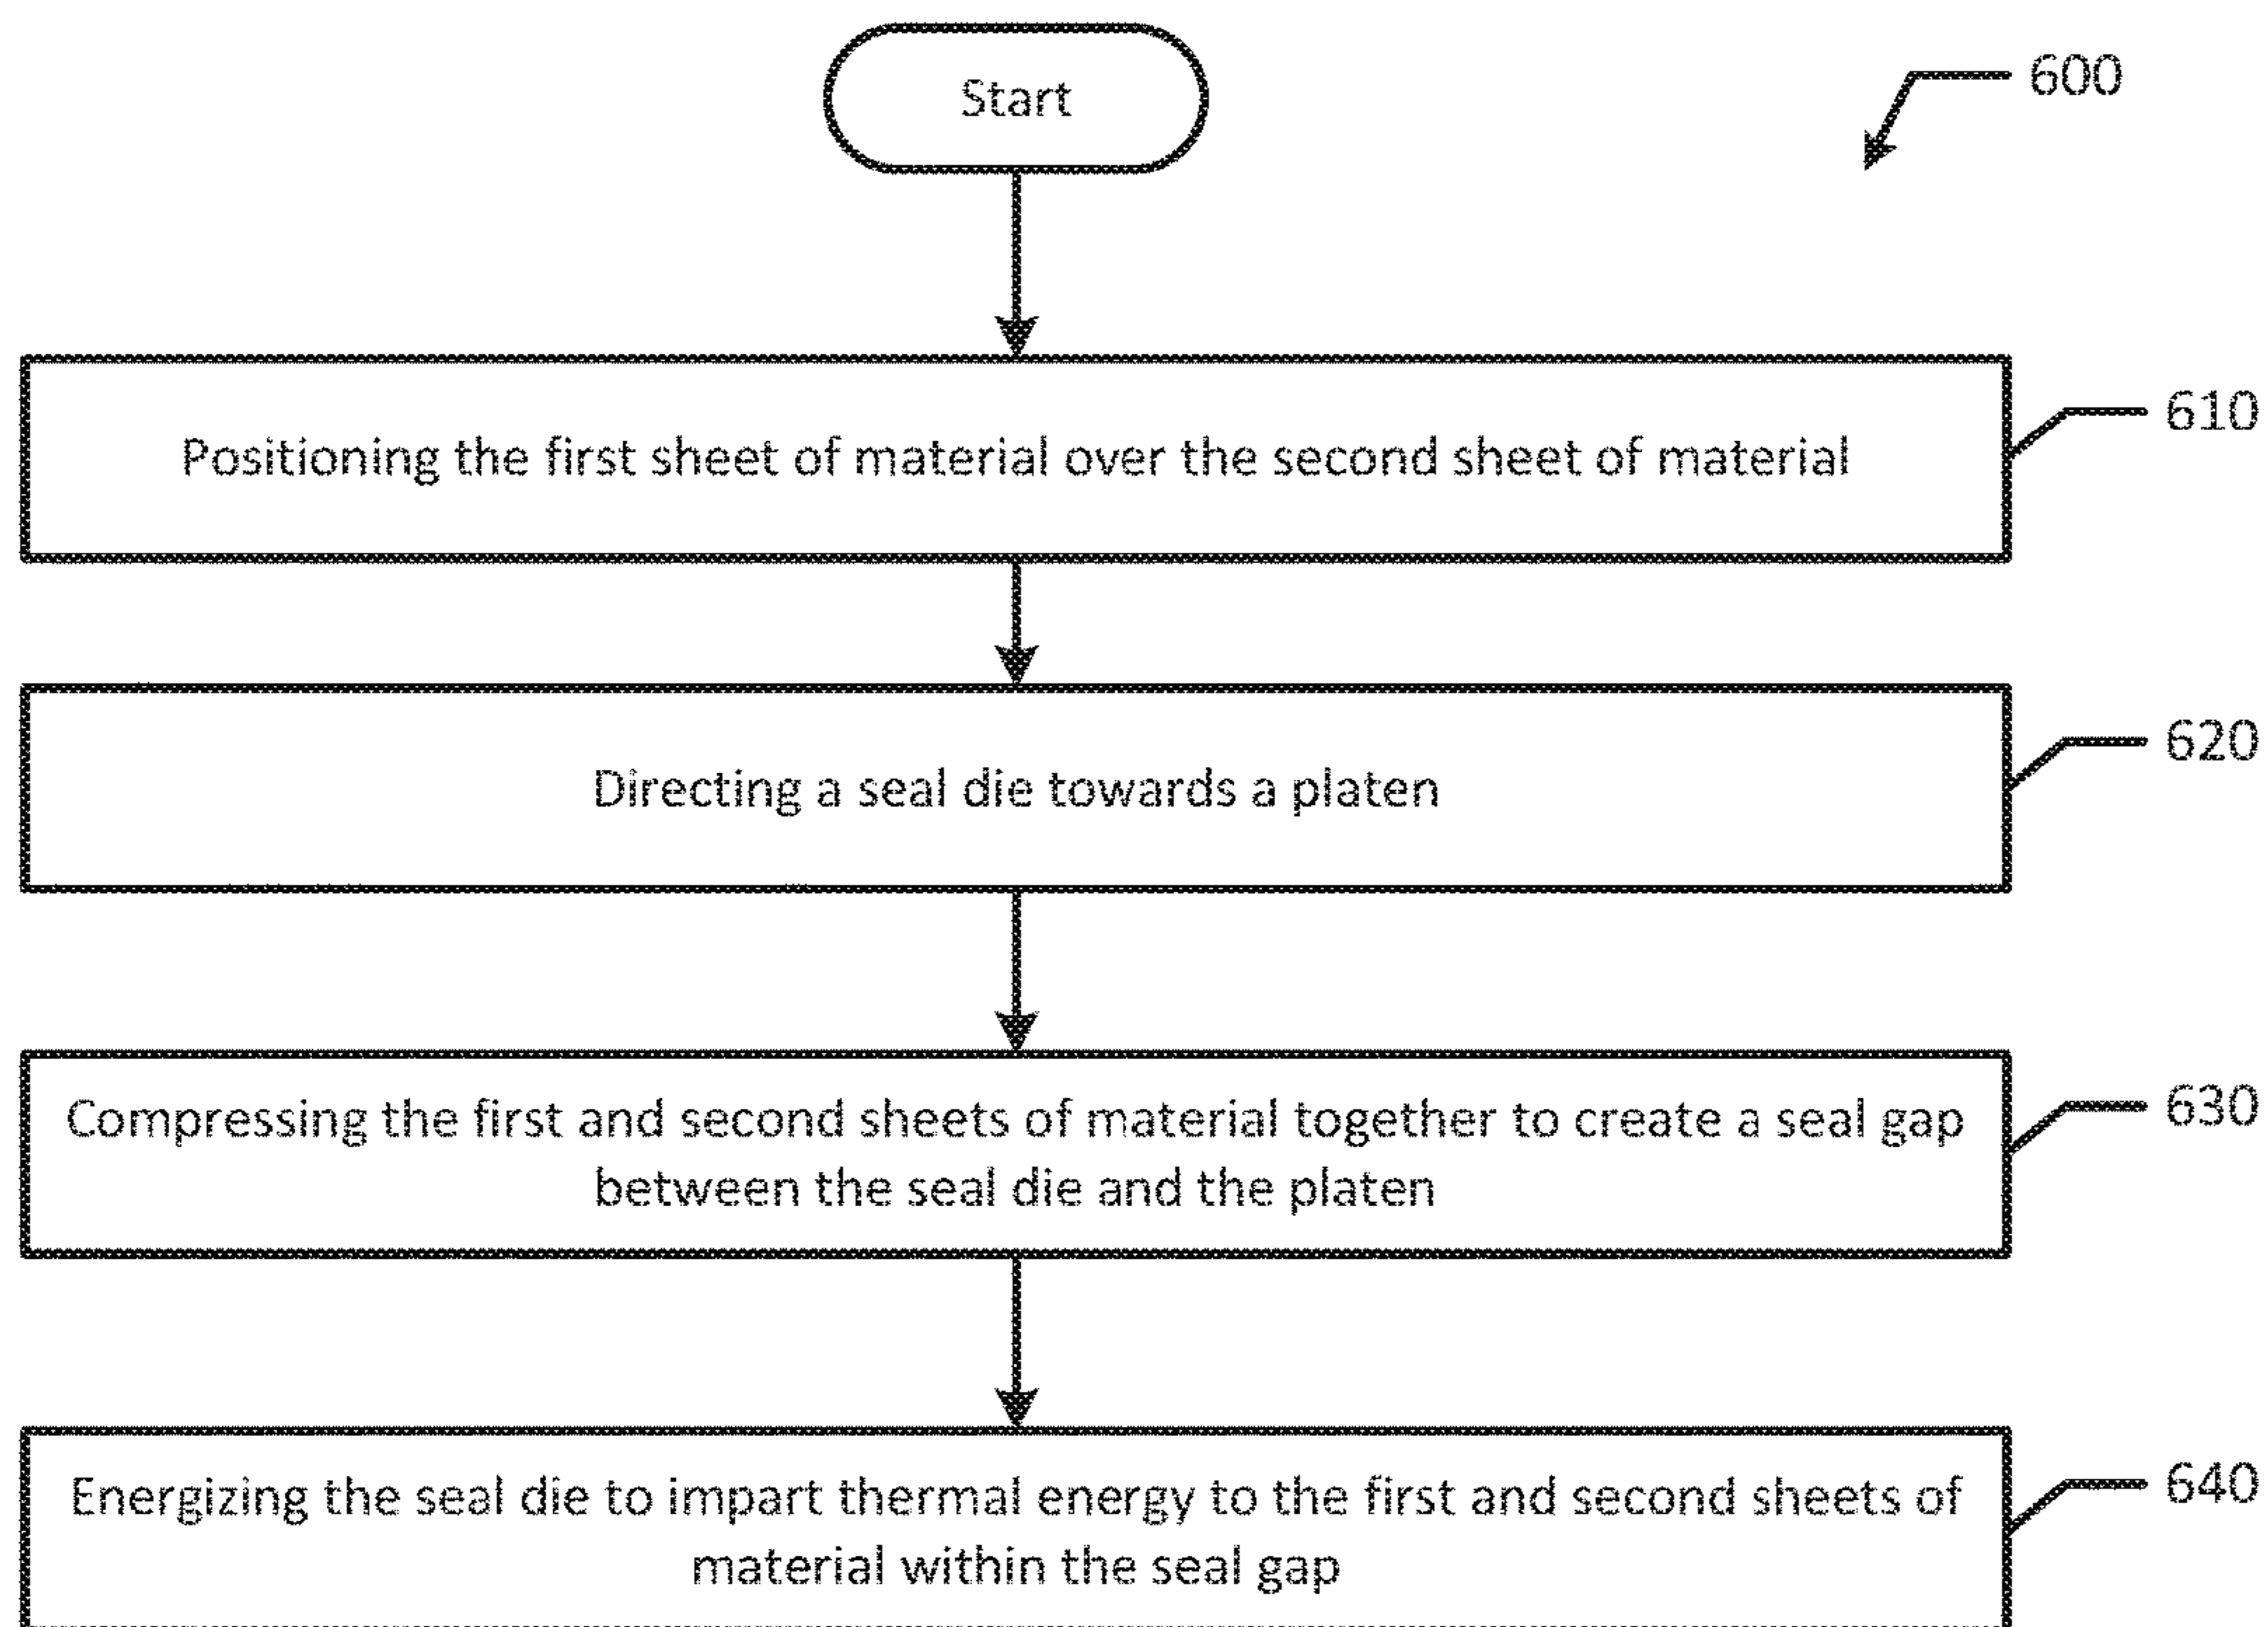 Start
600
Positioning the first sheet of material over the second sheet of material
610
Directing a seal die towards a platen
620
Compressing the first and second sheets of material together to create a seal gap
between the seal die and the platen
630
Energizing the seal die to impart thermal energy to the first and second sheets of
material within the seal gap
640